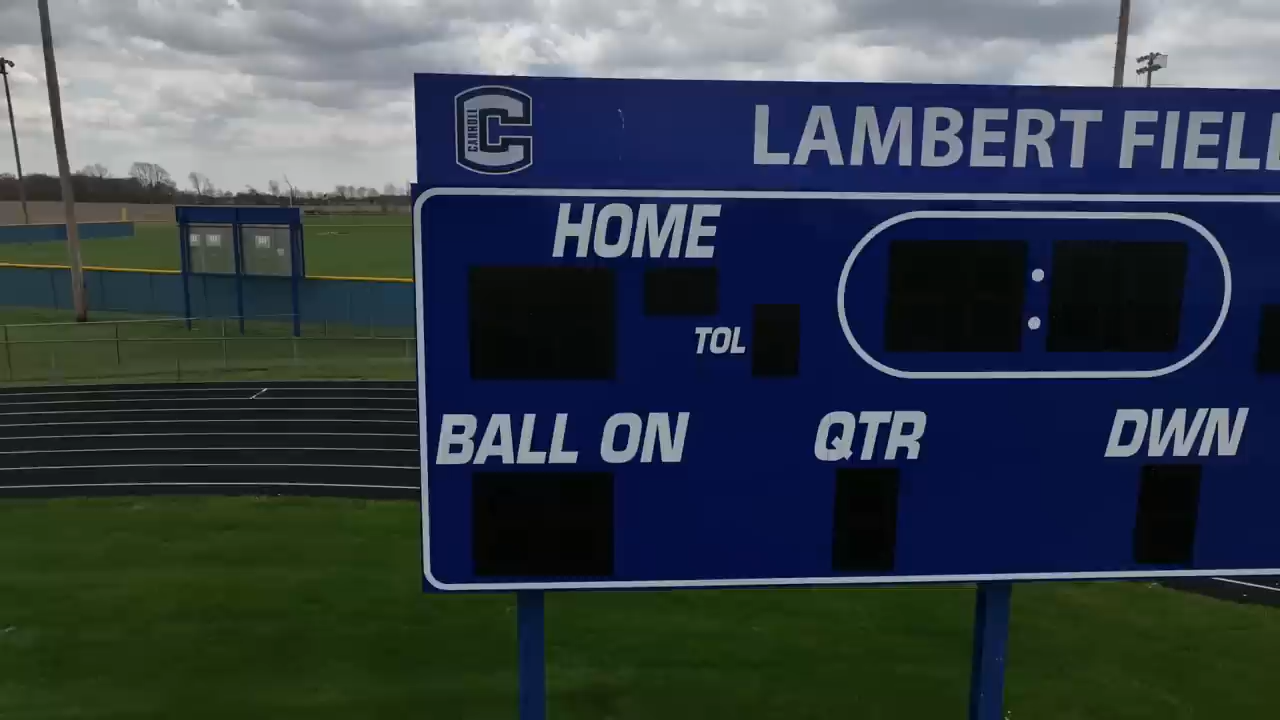 CARROLL
LAMBERT FIEL
HOME
TOL
:
BALL ON
QTR
DWN